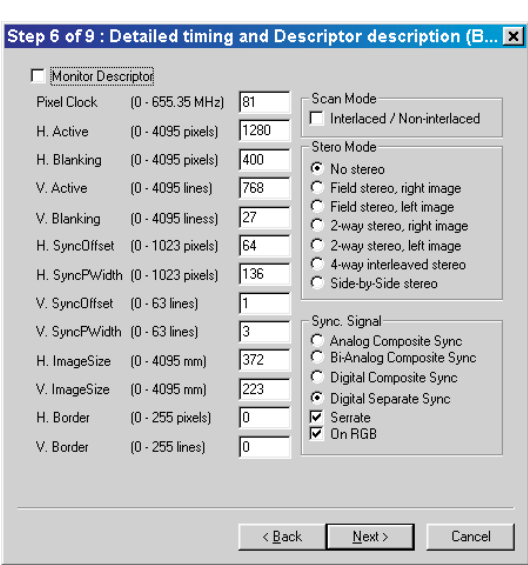 Step 6 of 9 : Detailed timing and Descriptor description (B...
Monitor Descriptor
Pixel Clock (0 - 655.35 MHz) 81
H. Active (0 - 4095 pixels) 1280
H. Blanking (0 - 4095 pixels) 400
V. Active (0 - 4095 lines) 768
V. Blanking (0 - 4095 liness) 27
H. SyncOffset (0 - 1023 pixels) 64
H. SyncPWidth (0 - 1023 pixels) 136
V. SyncOffset (0 - 63 lines) 1
V. SyncPWidth (0 - 63 lines) 3
H. ImageSize (0 - 4095 mm) 372
V. ImageSize (0 - 4095 mm) 223
H. Border (0 - 255 pixels) 0
V. Border (0 - 255 lines) 0
Scan Mode
Interlaced / Non-interlaced
Stero Mode
No stereo
Field stereo, right image
Field stereo, left image
2-way stereo, right image
2-way stereo, left image
4-way interleaved stereo
Side-by-Side stereo
Sync. Signal
Analog Composite Sync
Bi-Analog Composite Sync
Digital Composite Sync
Digital Separate Sync
Serrate
On RGB
< Back Next > Cancel